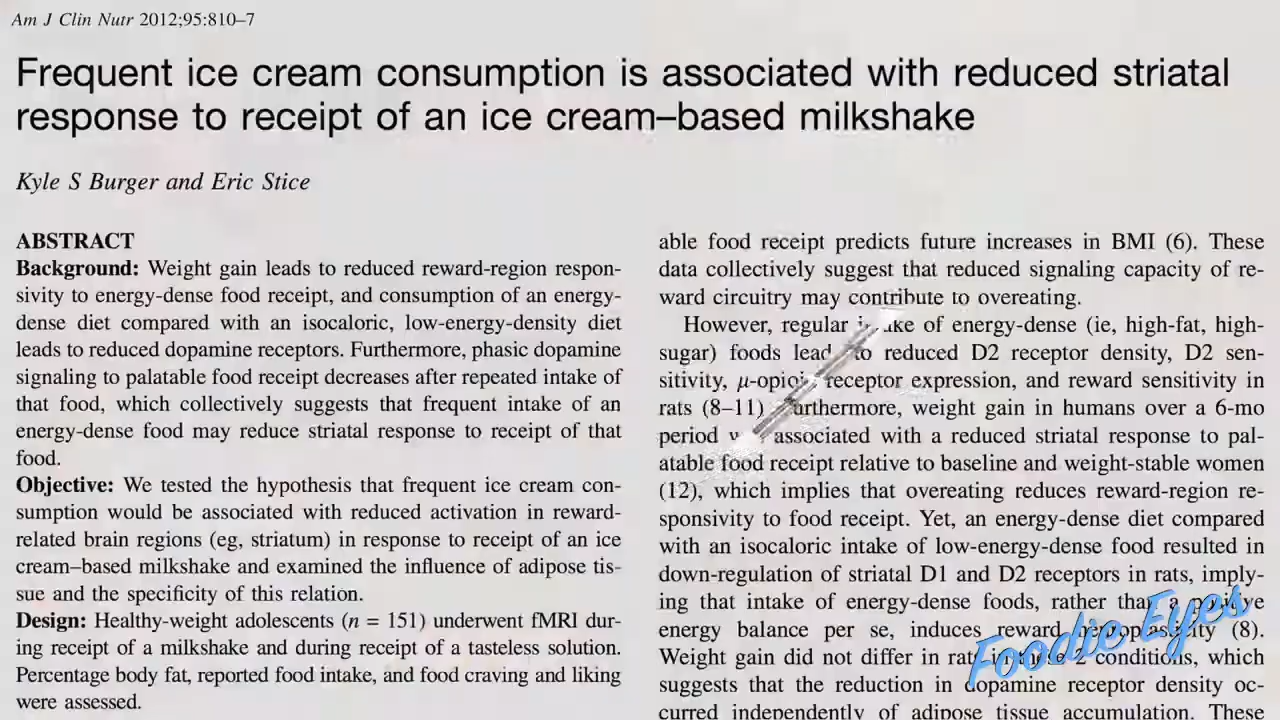 Am J Clin Nutr 2012;95:810–7
Frequent ice cream consumption is associated with reduced striatal
response to receipt of an ice cream–based milkshake
Kyle S Burger and Eric Stice
ABSTRACT
Background: Weight gain leads to reduced reward-region respon-
sivity to energy-dense food receipt, and consumption of an energy-
dense diet compared with an isocaloric, low-energy-density diet
leads to reduced dopamine receptors. Furthermore, phasic dopamine
signaling to palatable food receipt decreases after repeated intake of
that food, which collectively suggests that frequent intake of an
energy-dense food may reduce striatal response to receipt of that
food.
Objective: We tested the hypothesis that frequent ice cream con-
sumption would be associated with reduced activation in reward-
related brain regions (eg, striatum) in response to receipt of an ice
cream–based milkshake and examined the influence of adipose tis-
sue and the specificity of this relation.
Design: Healthy-weight adolescents (n = 151) underwent fMRI dur-
ing receipt of a milkshake and during receipt of a tasteless solution.
Percentage body fat, reported food intake, and food craving and liking
were assessed.
able food receipt predicts future increases in BMI (6). These
data collectively suggest that reduced signaling capacity of re-
ward circuitry may contribute to overeating.
However, regular intake of energy-dense (ie, high-fat, high-
sugar) foods lead to reduced D2 receptor density, D2 sen-
sitivity, μ-opioid receptor expression, and reward sensitivity in
rats (8–11). Furthermore, weight gain in humans over a 6-mo
period associated with a reduced striatal response to pal-
atable food receipt relative to baseline and weight-stable women
(12), which implies that overeating reduces reward-region re-
sponsivity to food receipt. Yet, an energy-dense diet compared
with an isocaloric intake of low-energy-dense food resulted in
down-regulation of striatal D1 and D2 receptors in rats, imply-
ing that intake of energy-dense foods, rather than a positive
energy balance per se, induces reward neuroplasticity (8).
Weight gain did not differ in 2 conditions, which
suggests that the reduction in dopamine receptor density oc-
curred independently of adipose tissue accumulation. These
Foodie Eyes